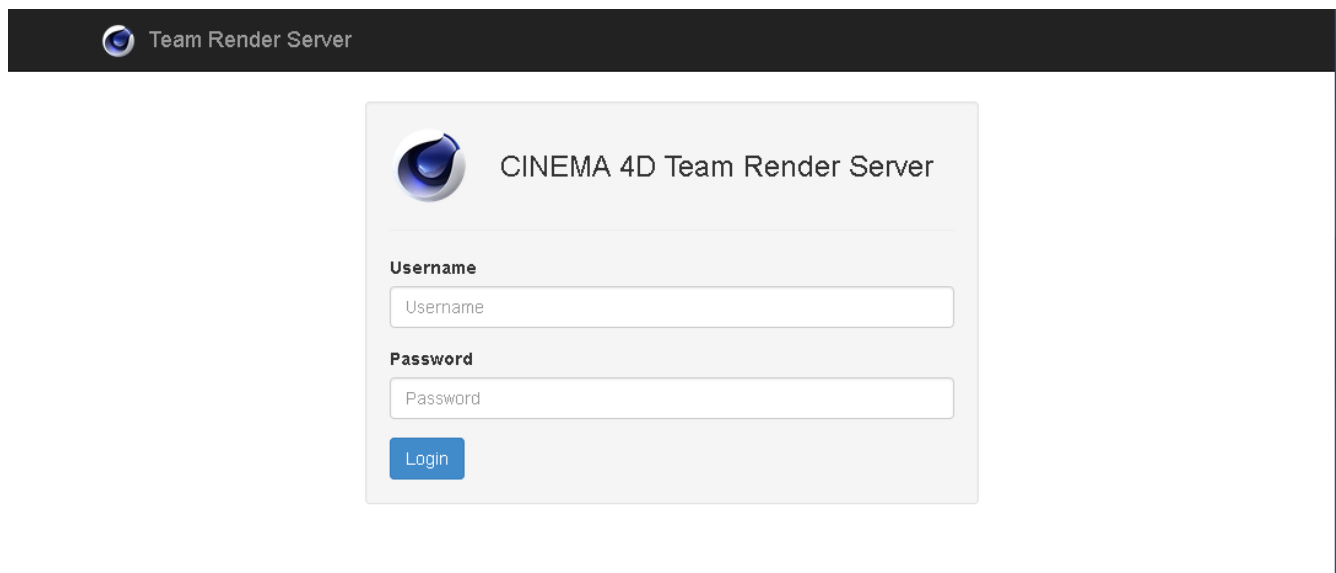 Team Render Server
CINEMA 4D Team Render Server
Username
Username
Password
Password
Login